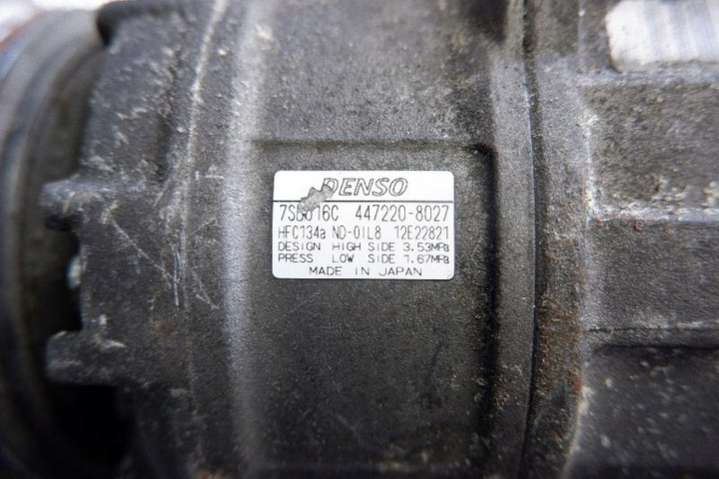 DENSO
7SBU16C 447220-8027
HFC134a ND-OIL8 12E22821
DESIGN HIGH SIDE 3.53MPa
PRESS LOW SIDE 1.67MPa
MADE IN JAPAN